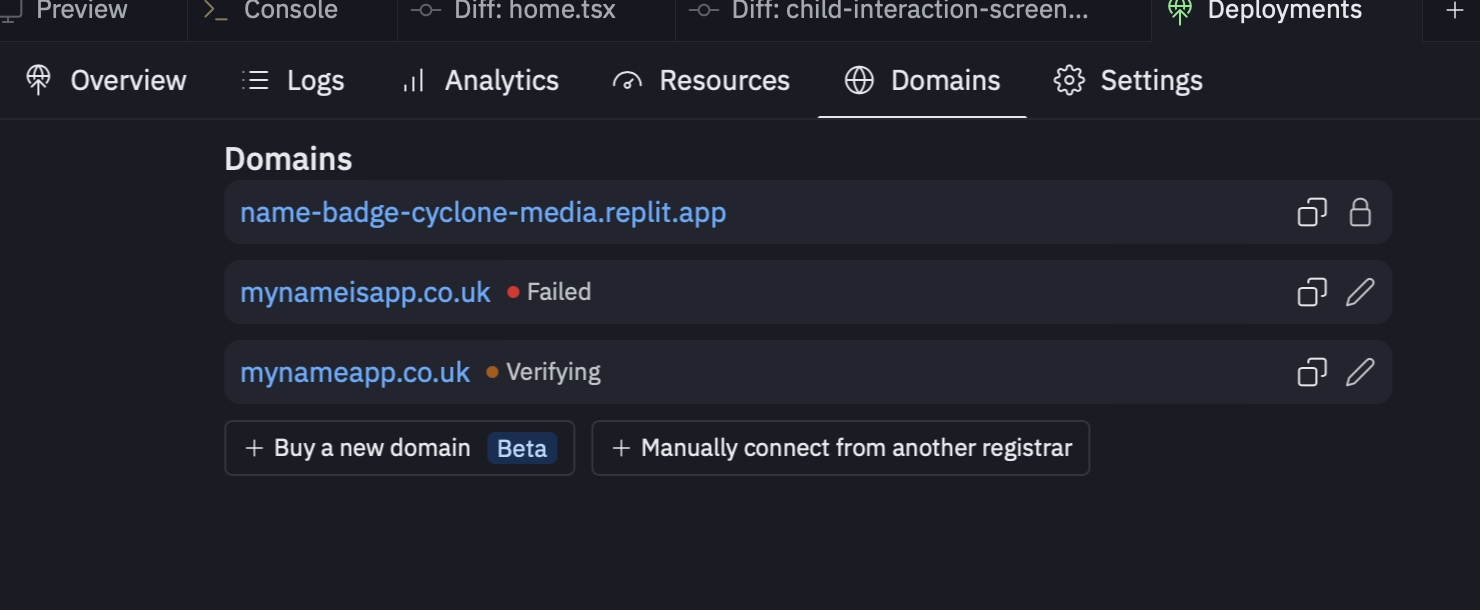 Preview Console Diff: home.tsx Diff: child-interaction-screen... Deployments
Overview Logs Analytics Resources Domains Settings
Domains
name-badge-cyclone-media.replit.app
mynameisapp.co.uk Failed
mynameapp.co.uk Verifying
+ Buy a new domain Beta + Manually connect from another registrar